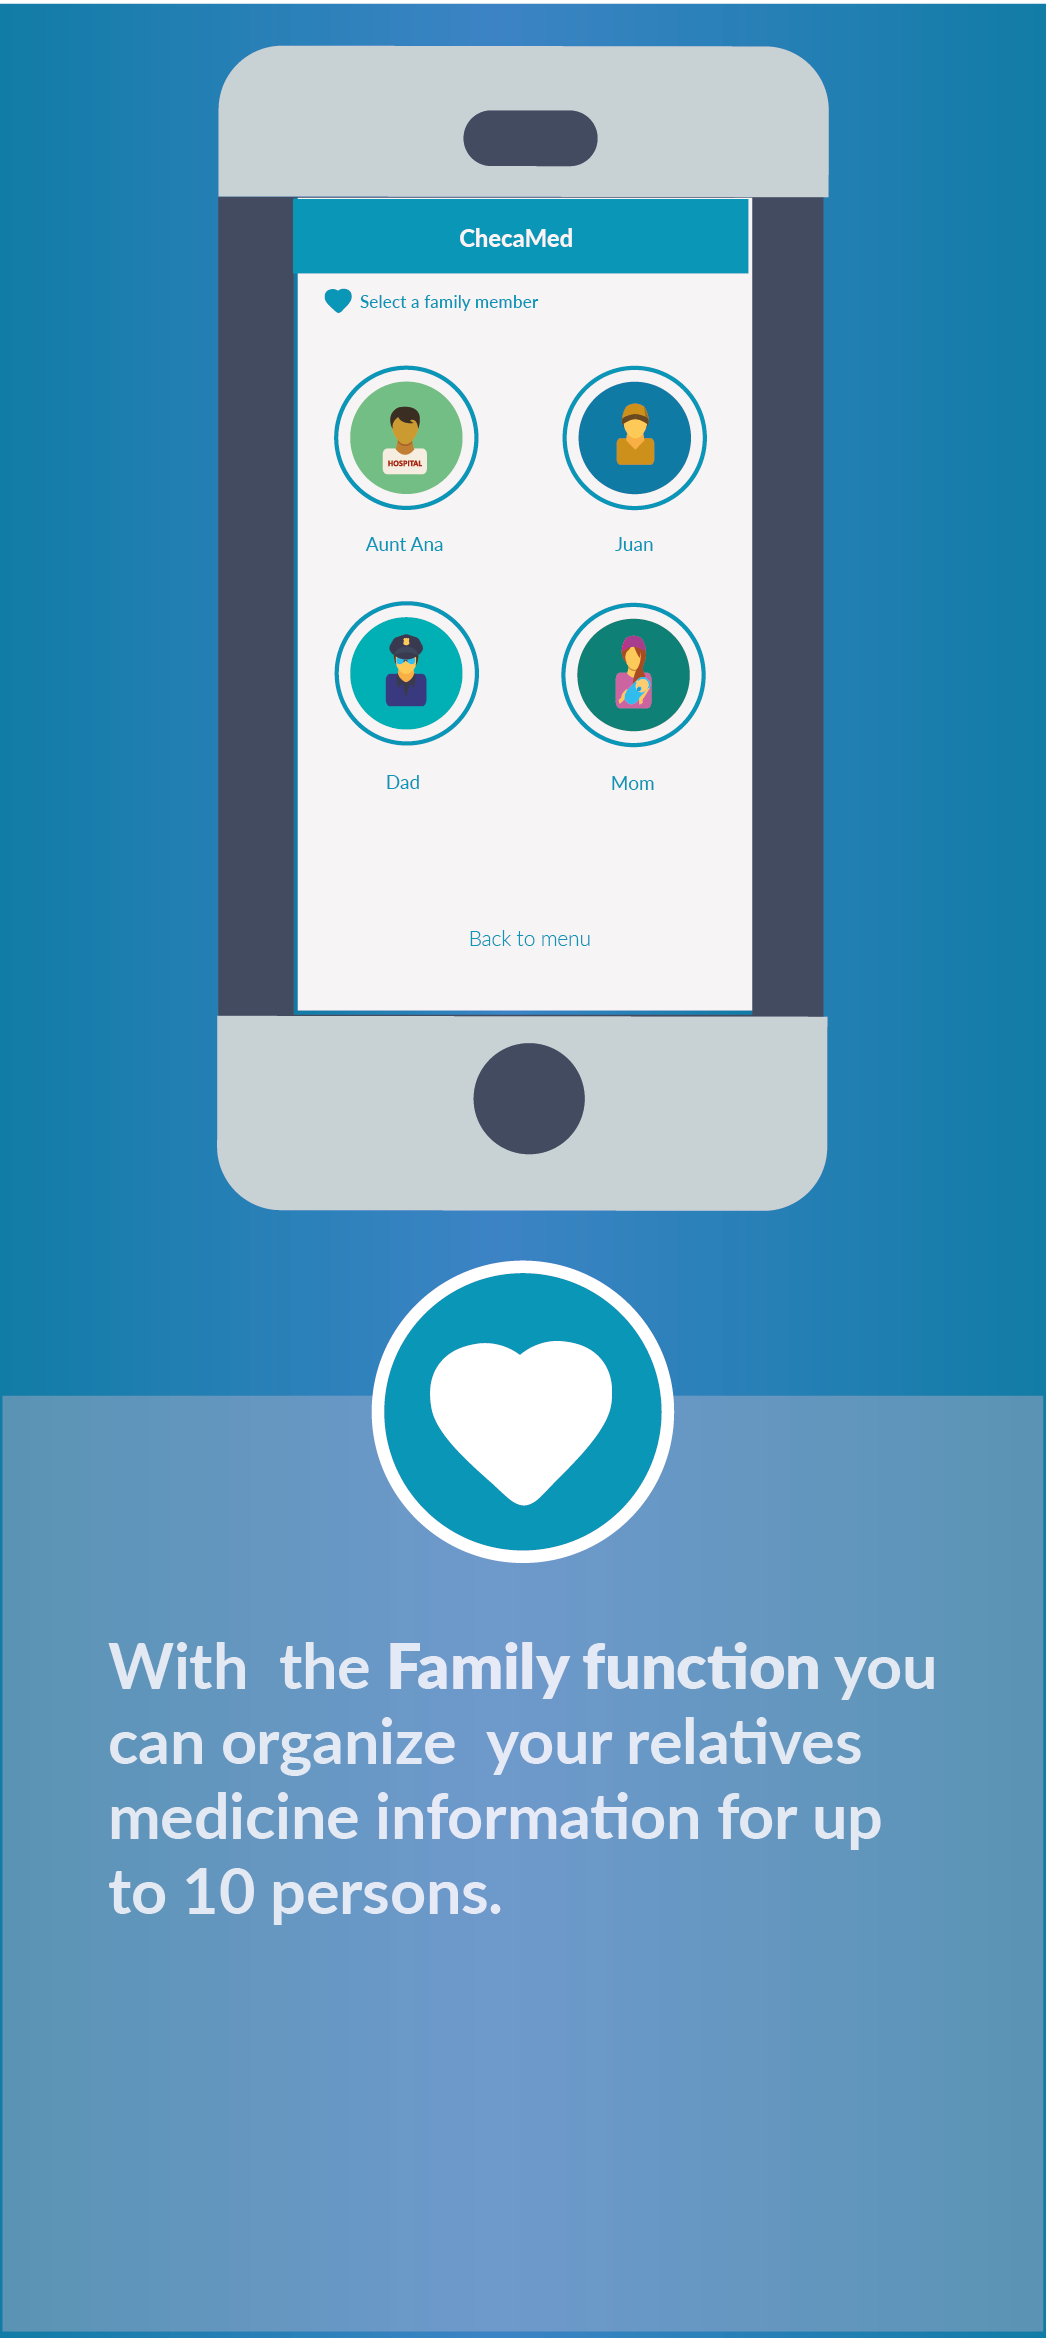 ChecaMed
Select a family member
HOSPITAL
Aunt Ana
Juan
Dad
Mom
Back to menu
With the Family function you
can organize your relatives
medicine information for up
to 10 persons.